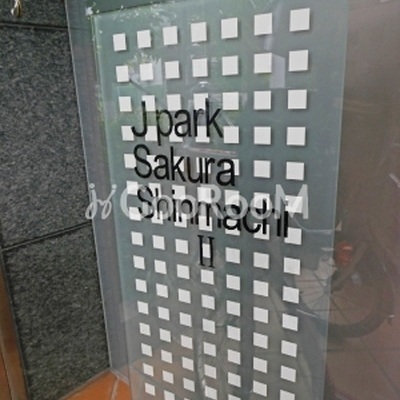 J park
Sakura
Shinmachi
II